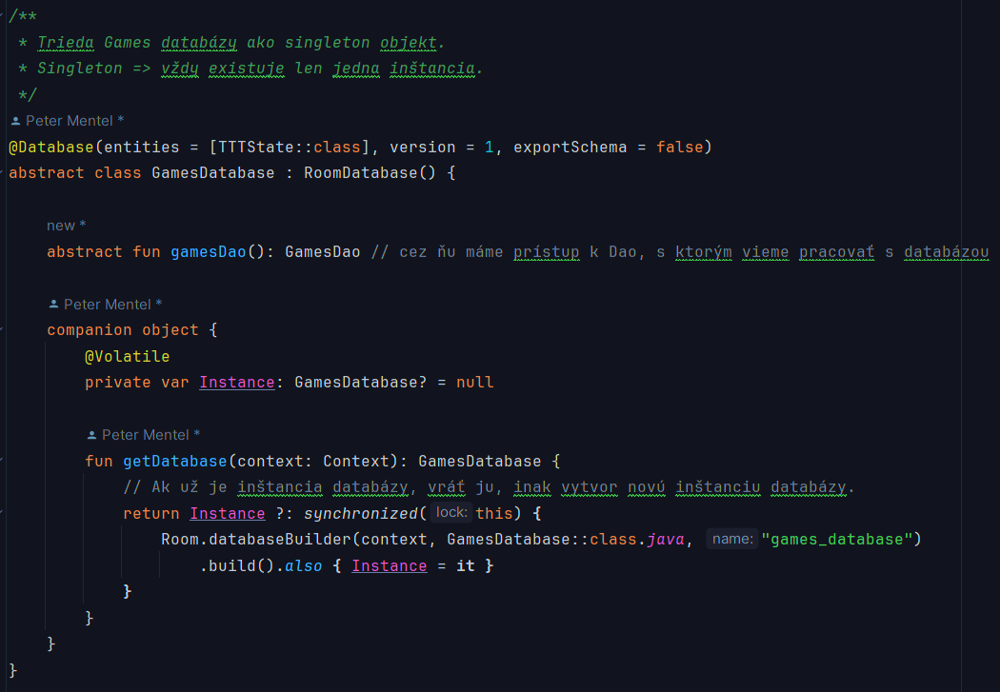 /**
* Trieda Games databázy ako singleton objekt.
* Singleton => vždy existuje len jedna inštancia.
*/
Peter Mentel *
@Database(entities = [TTTState::class], version = 1, exportSchema = false)
abstract class GamesDatabase : RoomDatabase() {
new *
abstract fun gamesDao(): GamesDao // cez ňu máme prístup k Dao, s ktorým vieme pracovať s databázou
Peter Mentel *
companion object {
@Volatile
private var Instance: GamesDatabase? = null
Peter Mentel *
fun getDatabase(context: Context): GamesDatabase {
// Ak už je inštancia databázy, vráť ju, inak vytvor novú inštanciu databázy.
return Instance ?: synchronized( lock: this) {
Room.databaseBuilder(context, GamesDatabase::class.java, name: "games_database")
.build().also { Instance = it }
}
}
}
}